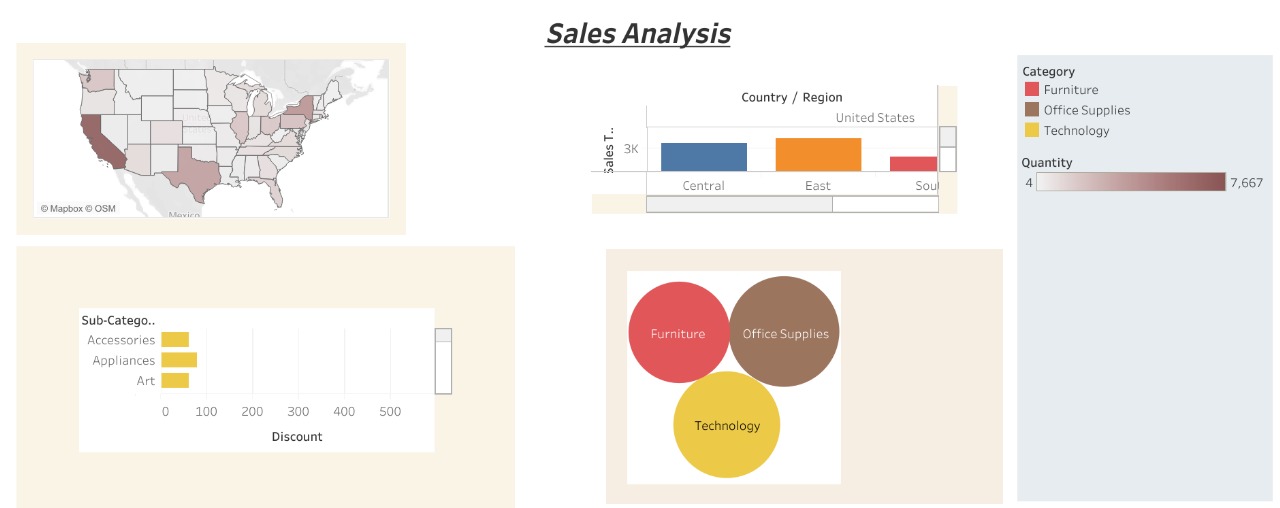 Sales Analysis
© Mapbox © OSM
Mexico
Country / Region
United States
Sales T..
3K
Central
East
Sou
Category
Furniture
Office Supplies
Technology
Quantity
4
7,667
Sub-Catego..
Accessories
Appliances
Art
0 100 200 300 400 500
Discount
Furniture
Office Supplies
Technology